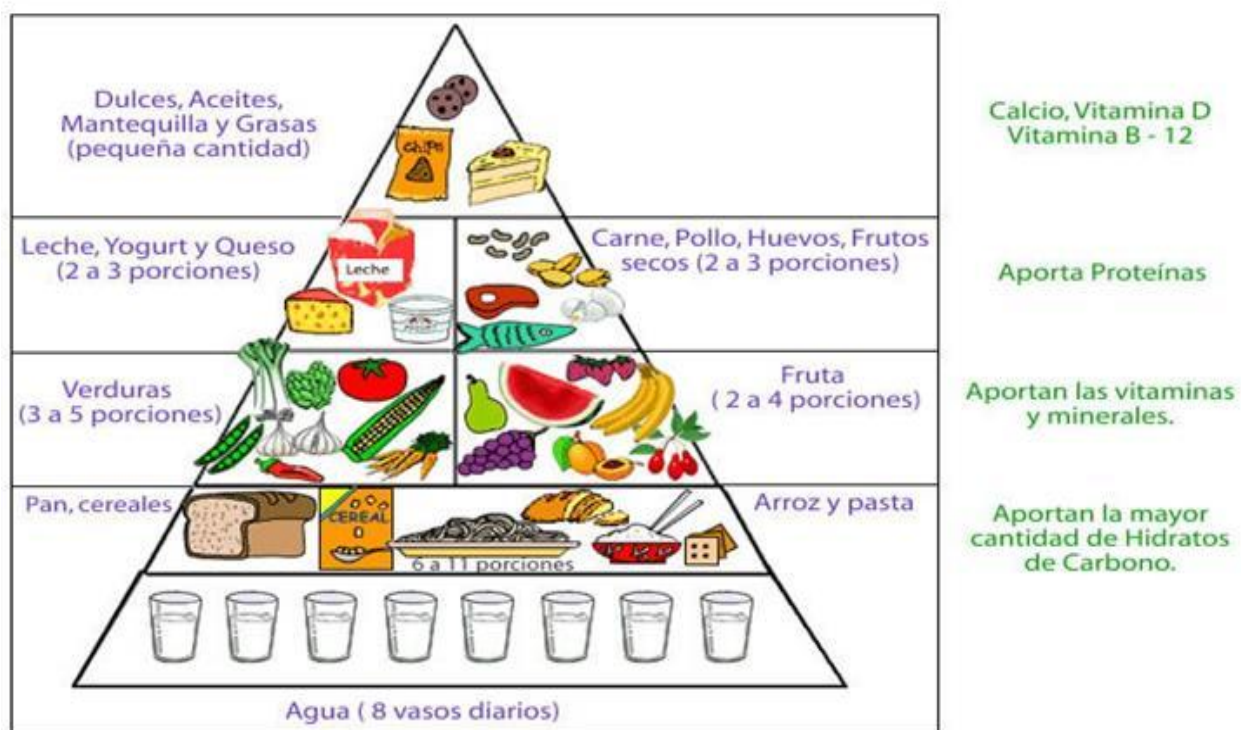 Dulces, Aceites,
Mantequilla y Grasas
(pequeña cantidad)
chips
Calcio, Vitamina D
Vitamina B - 12
Leche, Yogurt y Queso
(2 a 3 porciones)
Leche
Carne, Pollo, Huevos, Frutos
secos (2 a 3 porciones)
Aporta Proteínas
Verduras
(3 a 5 porciones)
Fruta
( 2 a 4 porciones)
Aportan las vitaminas
y minerales.
Pan, cereales
CEREAL
6 a 11 porciones
Arroz y pasta
Aportan la mayor
cantidad de Hidratos
de Carbono.
Agua ( 8 vasos diarios)